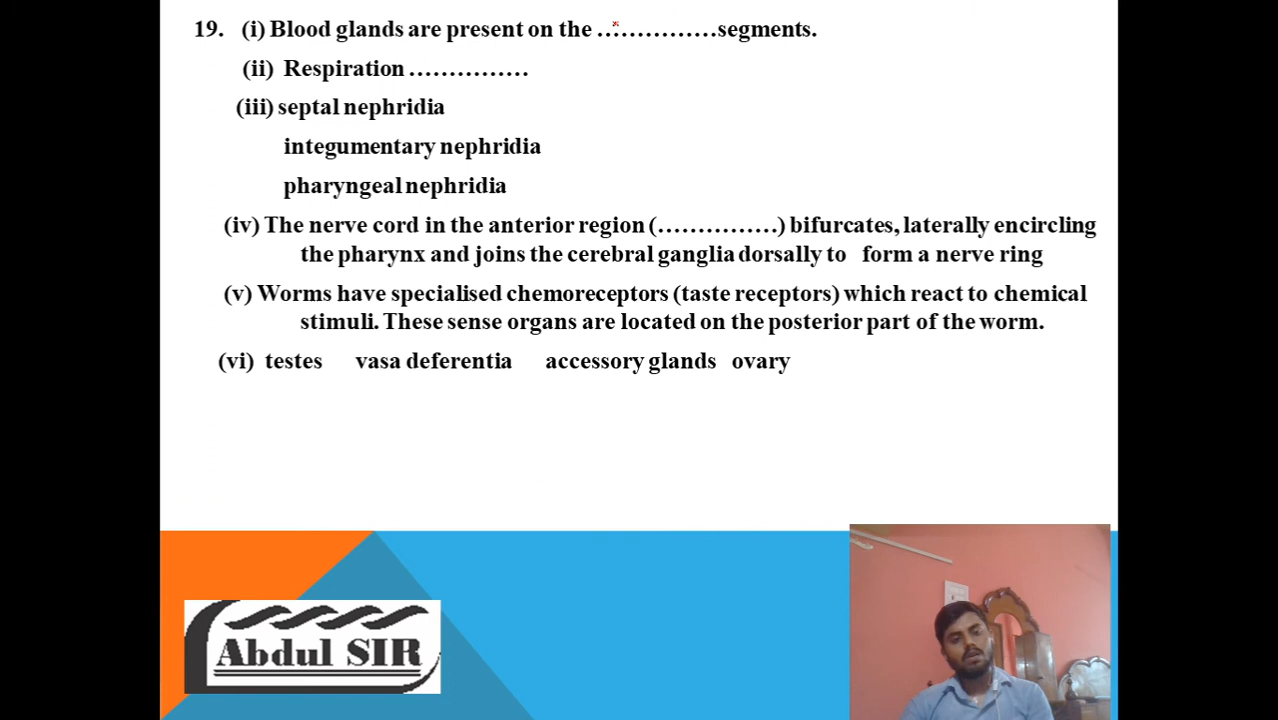 19. (i) Blood glands are present on the ……………segments.
(ii) Respiration ……………
(iii) septal nephridia
integumentary nephridia
pharyngeal nephridia
(iv) The nerve cord in the anterior region (……………) bifurcates, laterally encircling
the pharynx and joins the cerebral ganglia dorsally to form a nerve ring
(v) Worms have specialised chemoreceptors (taste receptors) which react to chemical
stimuli. These sense organs are located on the posterior part of the worm.
(vi) testes vasa deferentia accessory glands ovary
Abdul SIR